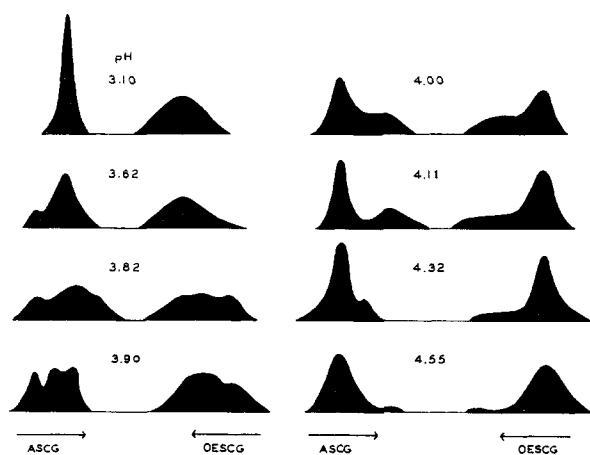 pH
3.10
3.62
3.82
3.90
ASCG
OESCG
4.00
4.11
4.32
4.55
ASCG
OESCG